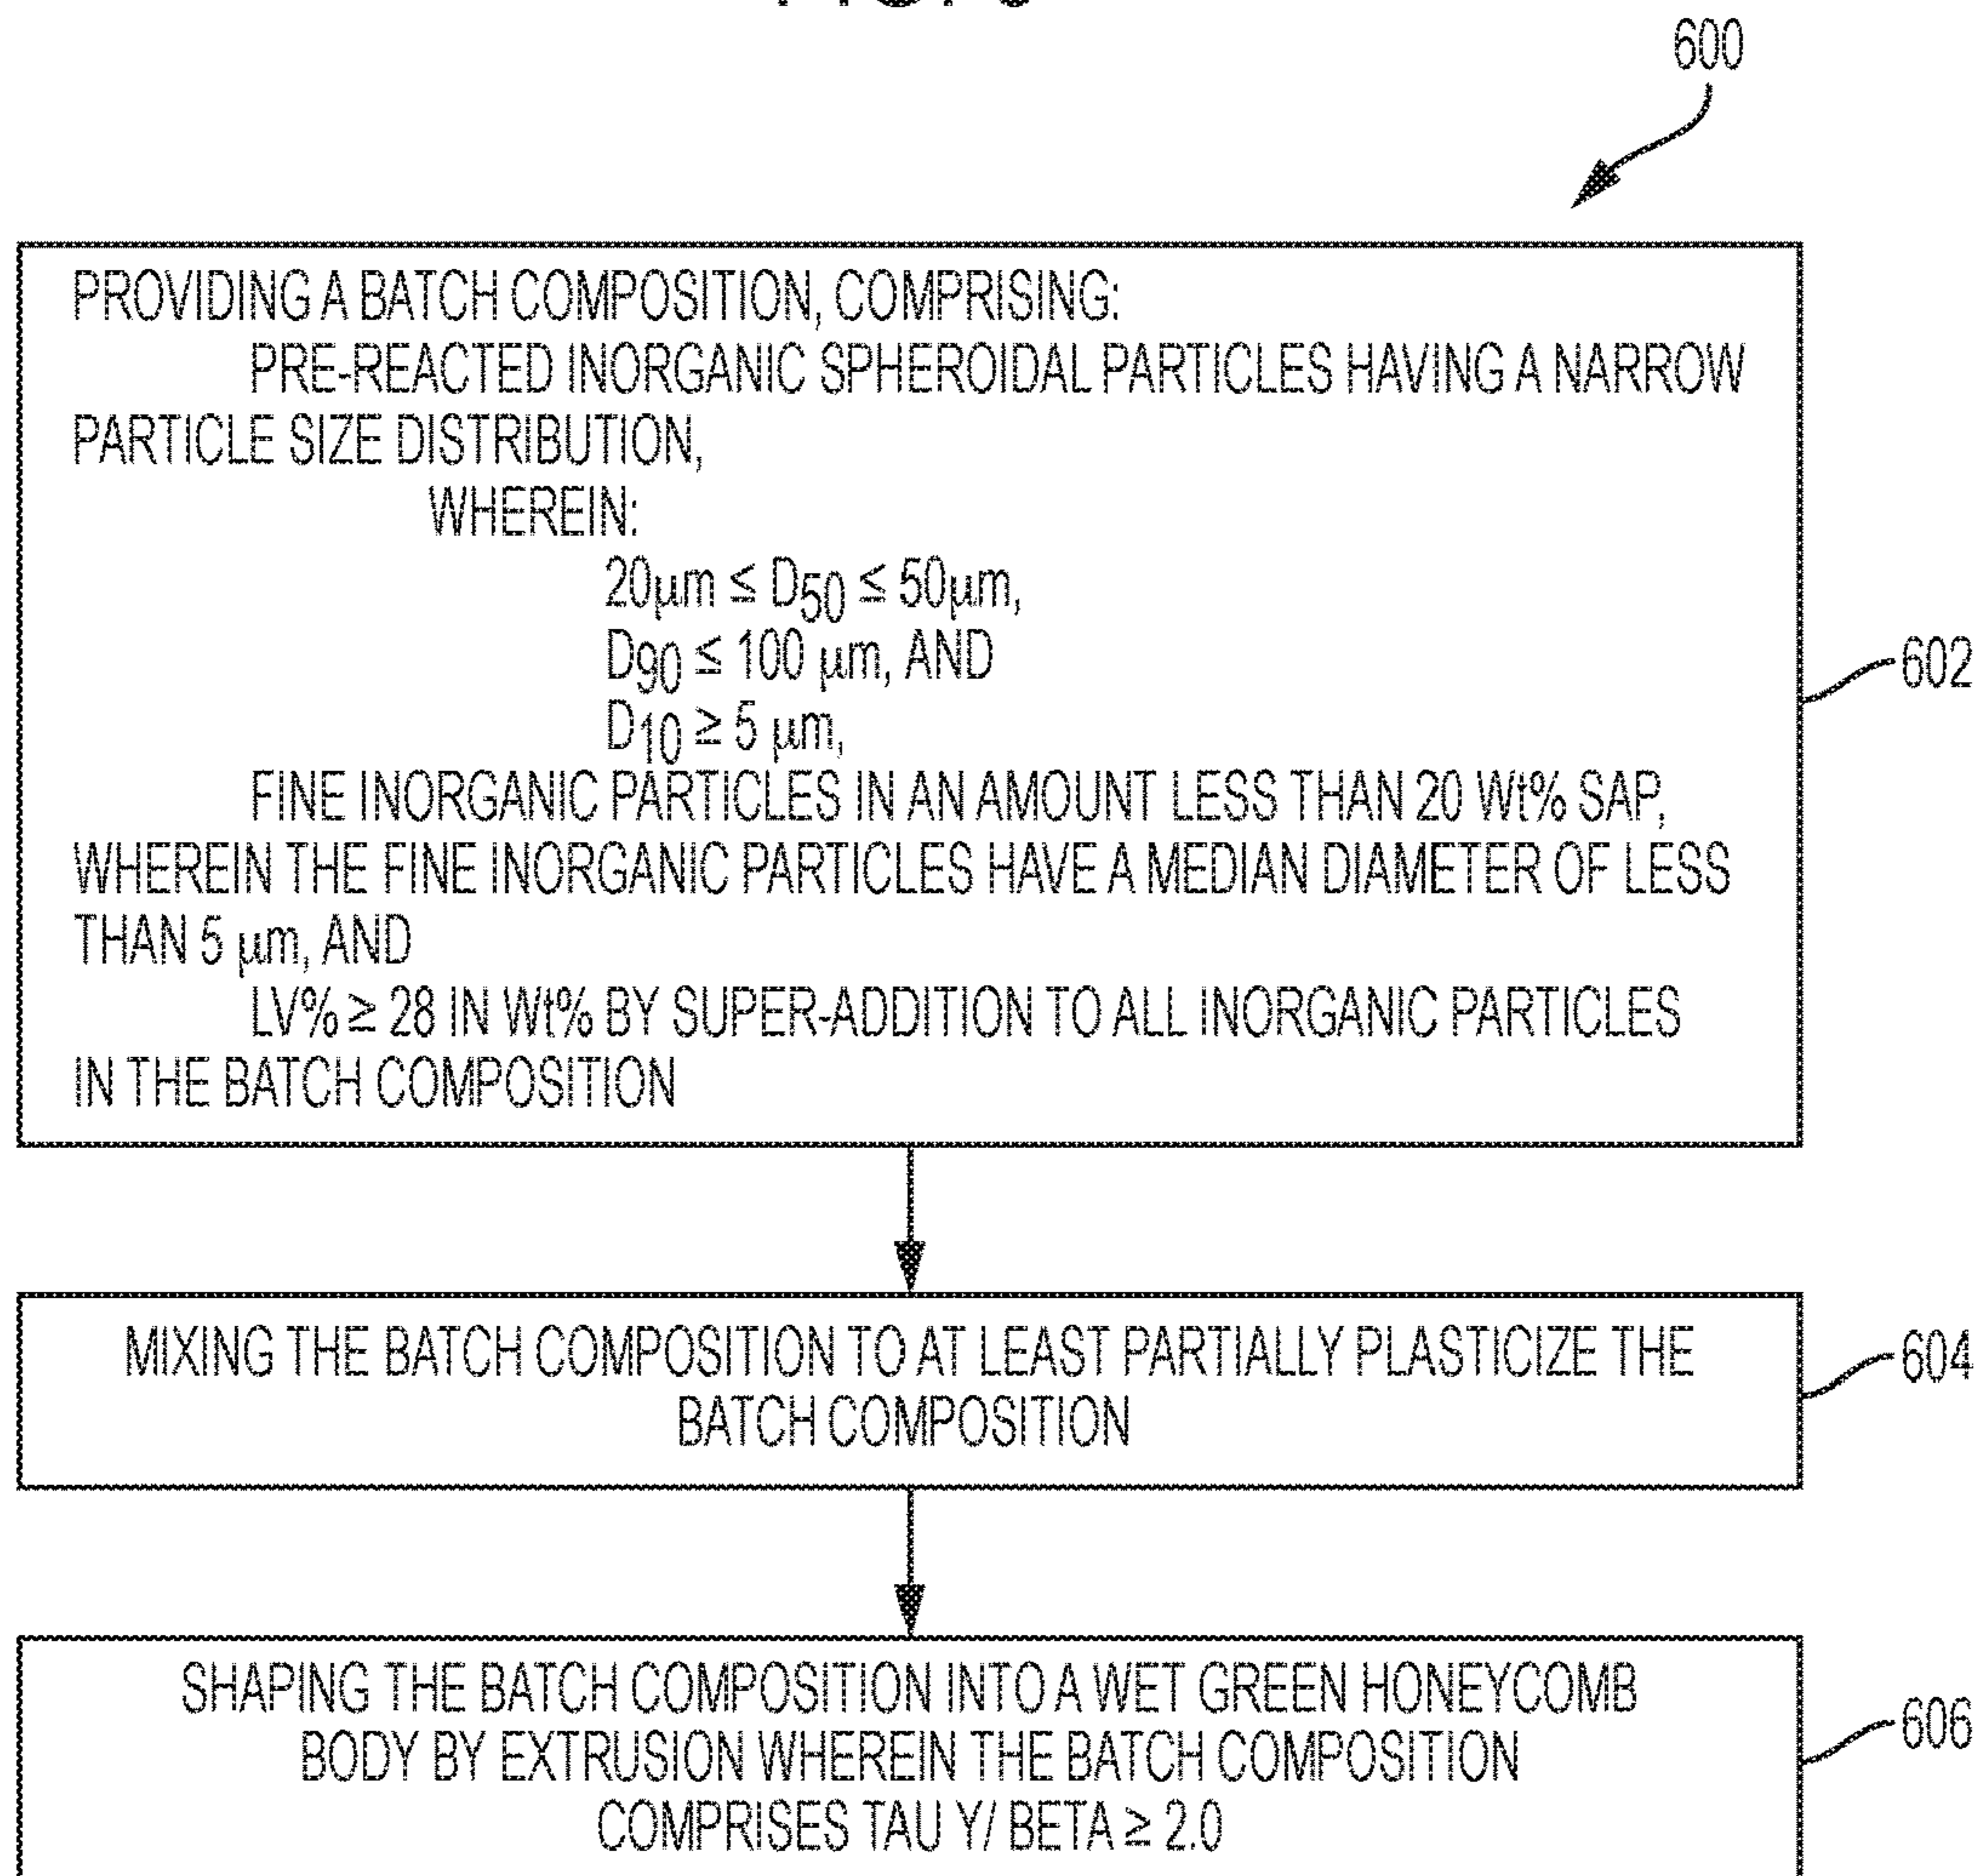 600
PROVIDING A BATCH COMPOSITION, COMPRISING:
PRE-REACTED INORGANIC SPHEROIDAL PARTICLES HAVING A NARROW
PARTICLE SIZE DISTRIBUTION,
WHEREIN:
20µm ≤ D50 ≤ 50µm,
D90 ≤ 100 µm, AND
D10 ≥ 5 µm,
602
FINE INORGANIC PARTICLES IN AN AMOUNT LESS THAN 20 Wt% SAP,
WHEREIN THE FINE INORGANIC PARTICLES HAVE A MEDIAN DIAMETER OF LESS
THAN 5 µm, AND
LV% ≥ 28 IN Wt% BY SUPER-ADDITION TO ALL INORGANIC PARTICLES
IN THE BATCH COMPOSITION
MIXING THE BATCH COMPOSITION TO AT LEAST PARTIALLY PLASTICIZE THE
BATCH COMPOSITION
604
SHAPING THE BATCH COMPOSITION INTO A WET GREEN HONEYCOMB
BODY BY EXTRUSION WHEREIN THE BATCH COMPOSITION
COMPRISES TAU Y/ BETA ≥ 2.0
606